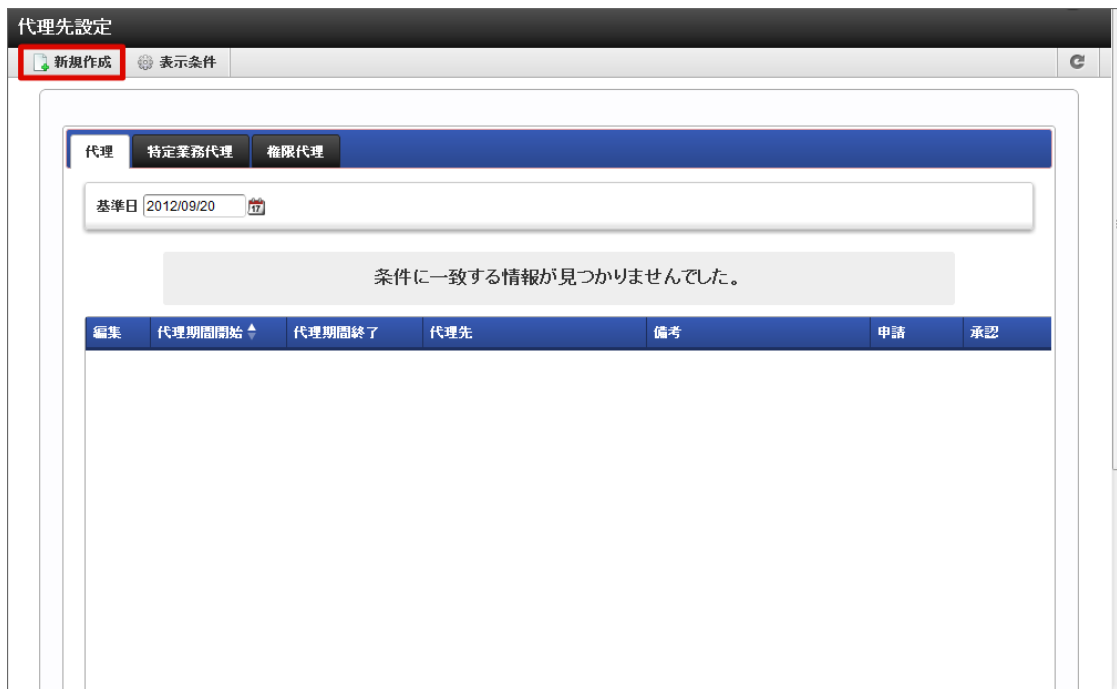 代理先設定
新規作成 表示条件
代理 特定業務代理 権限代理
基準日 2012/09/20 17
条件に一致する情報が見つかりませんでした。
編集 代理期間開始 代理期間終了 代理先 備考 申請 承認